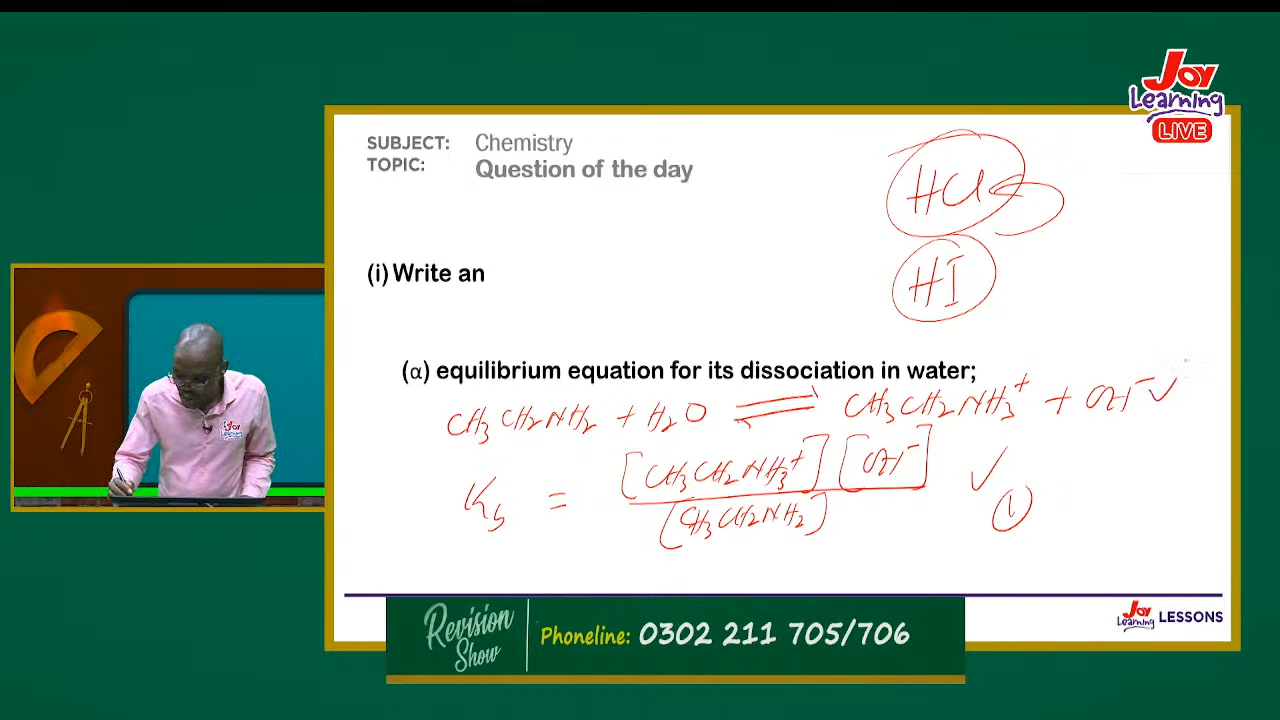 Joy
Learning
LIVE
SUBJECT: Chemistry
TOPIC: Question of the day
HCl
HI
(i) Write an
(α) equilibrium equation for its dissociation in water;
CH₃CH₂NH₂ + H₂O ⇌ CH₃CH₂NH₃⁺ + OH⁻ ✓
Kb = [CH₃CH₂NH₃⁺] [OH⁻] ✓
[CH₃CH₂NH₂] ①
Joy Learning LESSONS
Revision Show
Phoneline: 0302 211 705/706